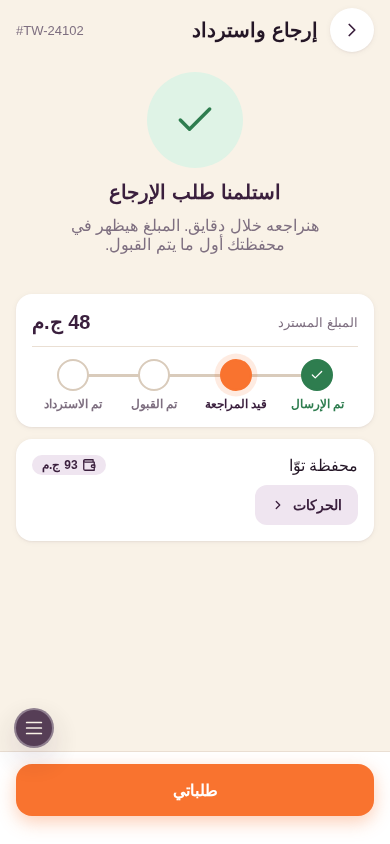 إرجاع واسترداد
#TW-24102
استلمنا طلب الإرجاع
هنراجعه خلال دقايق. المبلغ هيظهر في
محفظتك أول ما يتم القبول.
المبلغ المسترد
48 ج.م
تم الإرسال
قيد المراجعة
تم القبول
تم الاسترداد
محفظة توّا
93 ج.م
الحركات
طلباتي